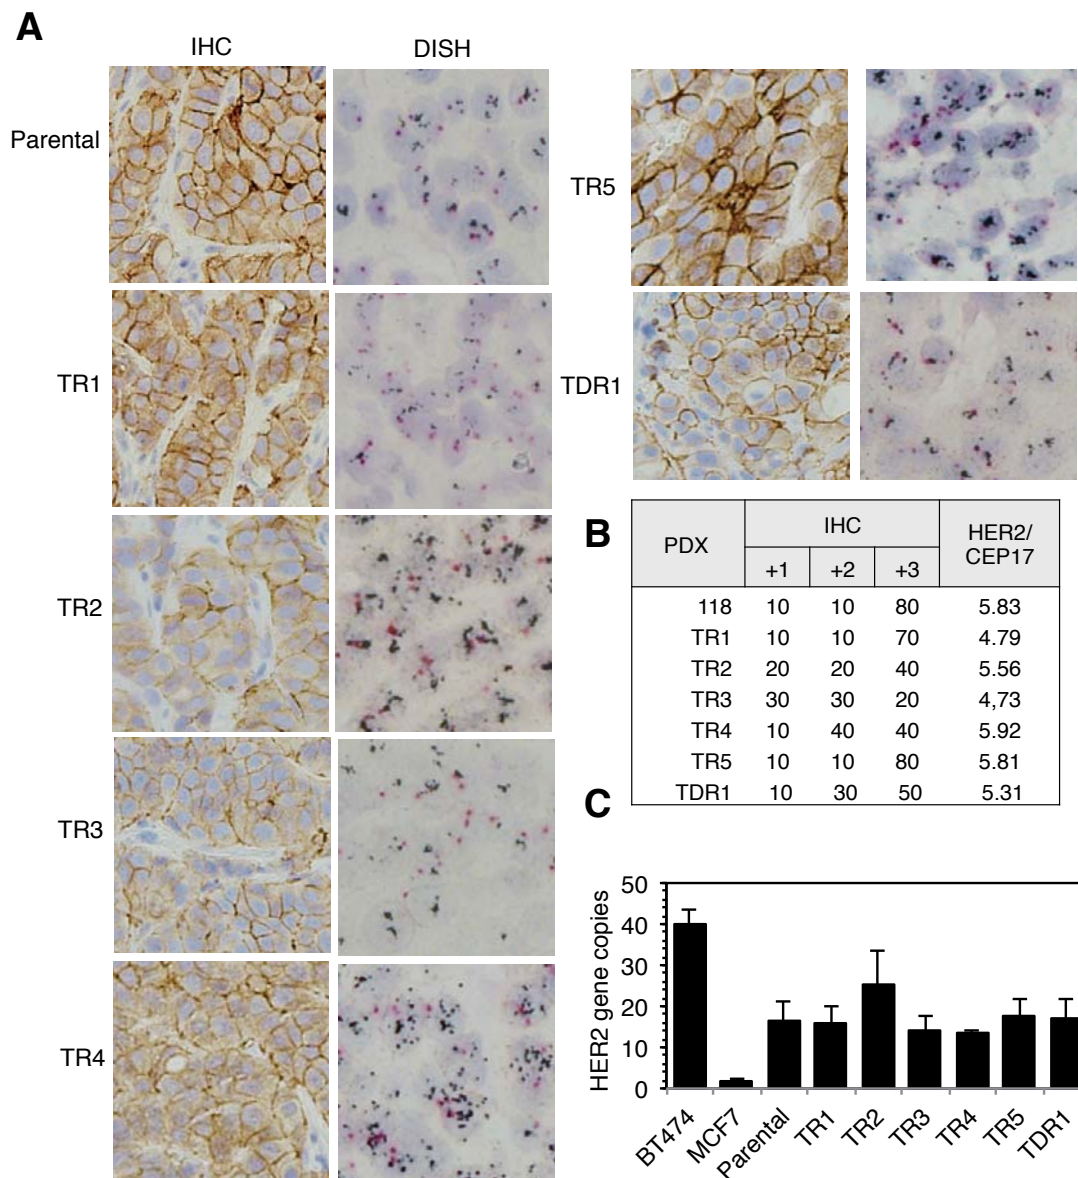 A
IHC
DISH
Parental
TR1
TR2
TR3
TR4
TR5
TDR1
B
PDX
IHC
HER2/
CEP17
+1 +2 +3
118 10 10 80 5.83
TR1 10 10 70 4.79
TR2 20 20 40 5.56
TR3 30 30 20 4,73
TR4 10 40 40 5.92
TR5 10 10 80 5.81
TDR1 10 30 50 5.31
C
HER2 gene copies
50
40
30
20
10
0
BT474
MCF7
Parental
TR1
TR2
TR3
TR4
TR5
TDR1